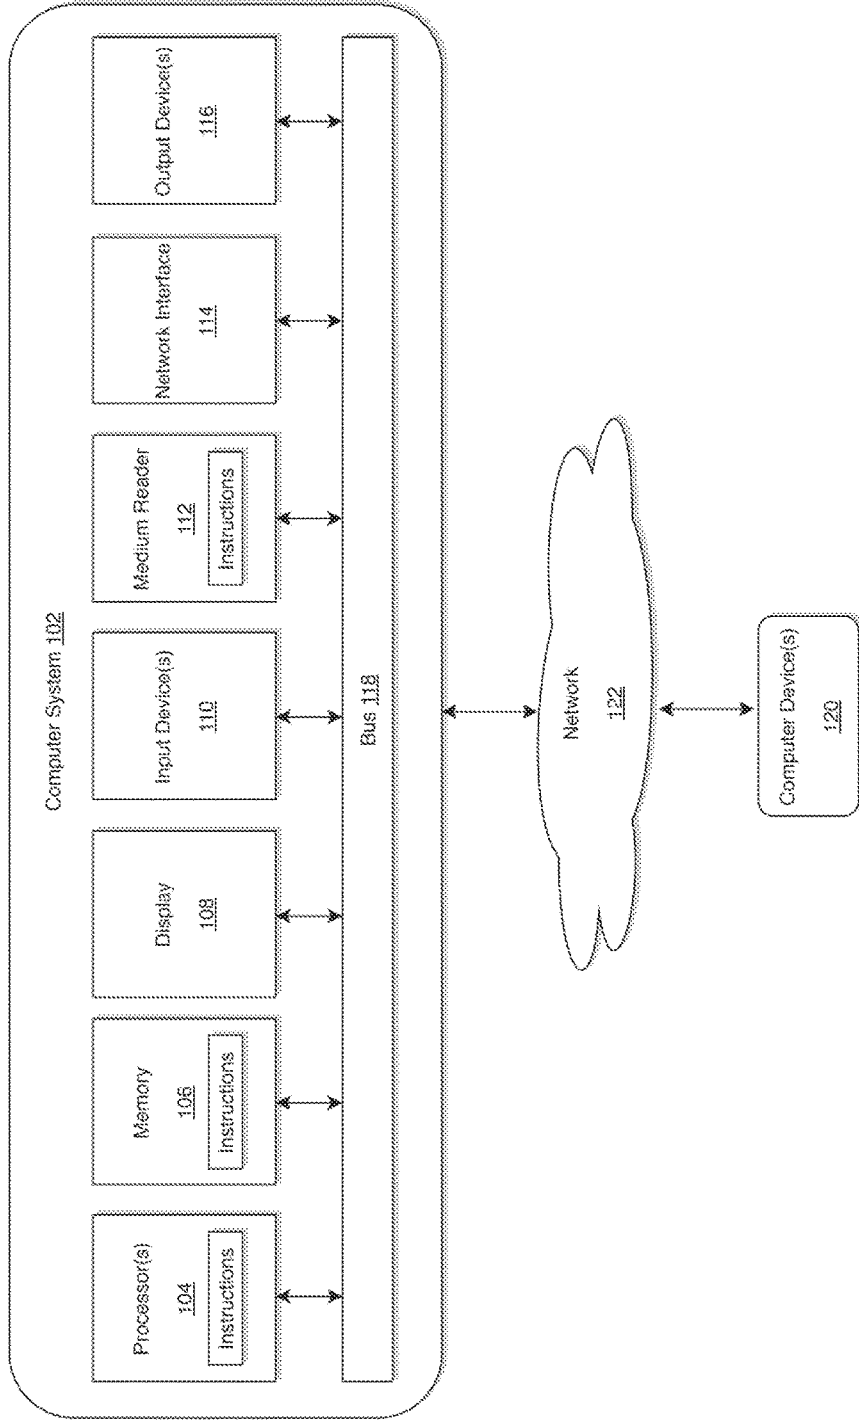 Computer System 102
Processor(s)
104
Instructions
Memory
106
Instructions
Display
108
Input Device(s)
110
Medium Reader
112
Instructions
Network Interface
114
Output Device(s)
116
Bus 118
Network
122
Computer Device(s)
120